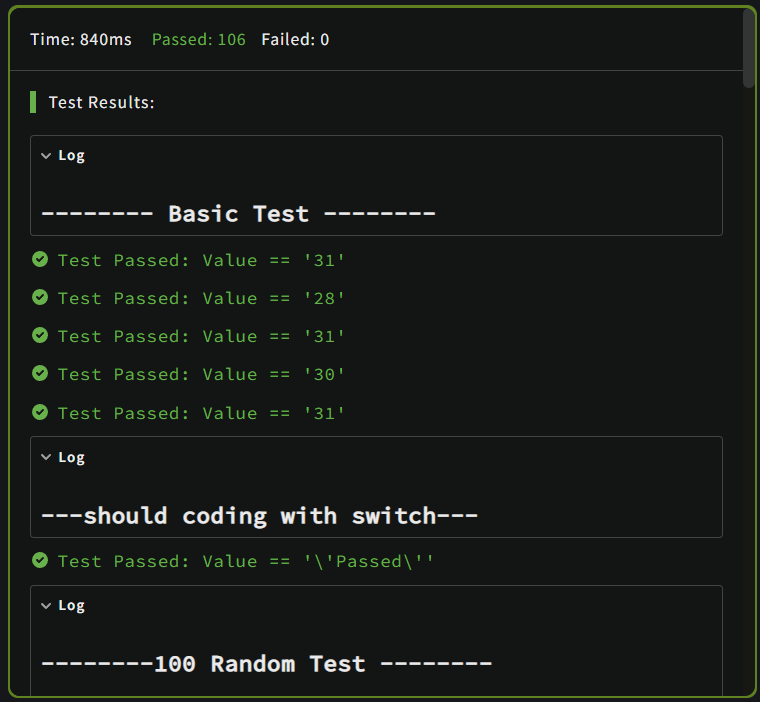 Time: 840ms Passed: 106 Failed: 0
Test Results:
Log
-------- Basic Test --------
Test Passed: Value == '31'
Test Passed: Value == '28'
Test Passed: Value == '31'
Test Passed: Value == '30'
Test Passed: Value == '31'
Log
---should coding with switch---
Test Passed: Value == '\'Passed\''
Log
--------100 Random Test --------